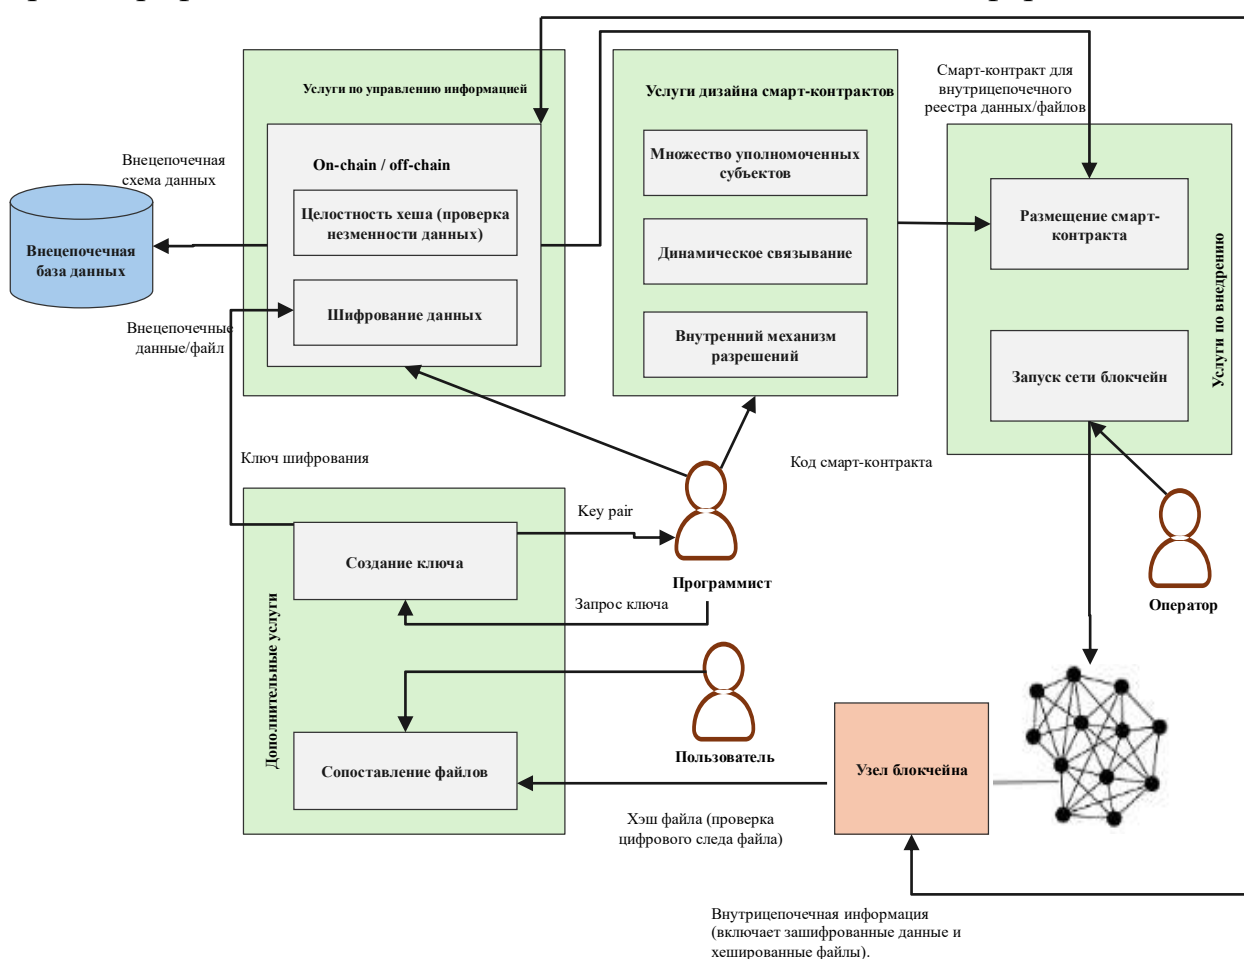 Услуги по управлению информацией
On-chain / off-chain
Целостность хеша (проверка
незменности данных)
Шифрование данных
Внецепочечная
схема данных
Внецепочечная
база данных
Внецепочечные
данные/файл
Услуги дизайна смарт-контрактов
Множество уполномоченных
субъектов
Динамическое связывание
Внутренний механизм
разрешений
Смарт-контракт для
внутрицепочечного
реестра данных/файлов
Размещение смарт-
контракта
Запуск сети блокчейн
Услуги по внедрению
Ключ шифрования
Код смарт-контракта
Key pair
Создание ключа
Программист
Запрос ключа
Оператор
Дополнительные услуги
Пользователь
Сопоставление файлов
Узел блокчейна
Хэш файла (проверка
цифрового следа файла)
Внутрицепочечная информация
(включает зашифрованные данные и
хешированные файлы).